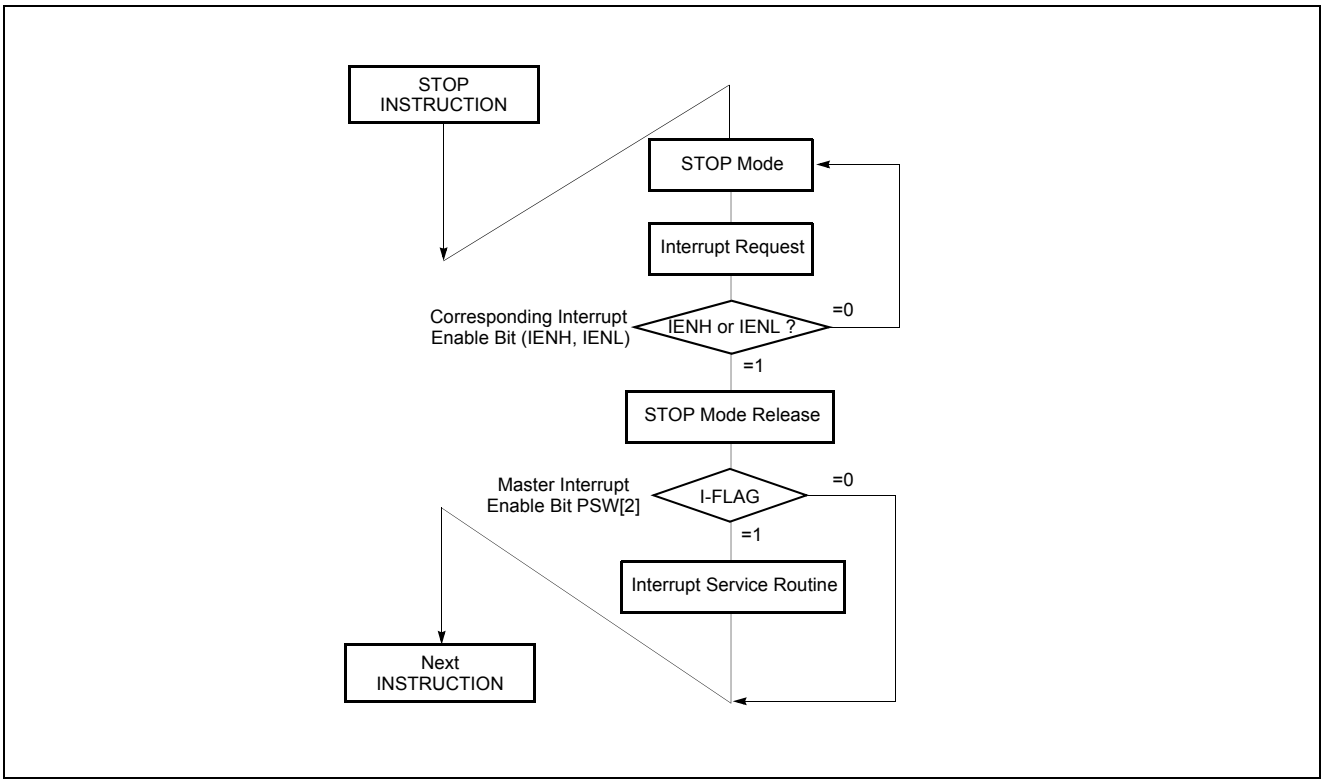 STOP
INSTRUCTION
STOP Mode
Interrupt Request
Corresponding Interrupt
Enable Bit (IENH, IENL)
IENH or IENL ?
=0
=1
STOP Mode Release
Master Interrupt
Enable Bit PSW[2]
I-FLAG
=0
=1
Interrupt Service Routine
Next
INSTRUCTION